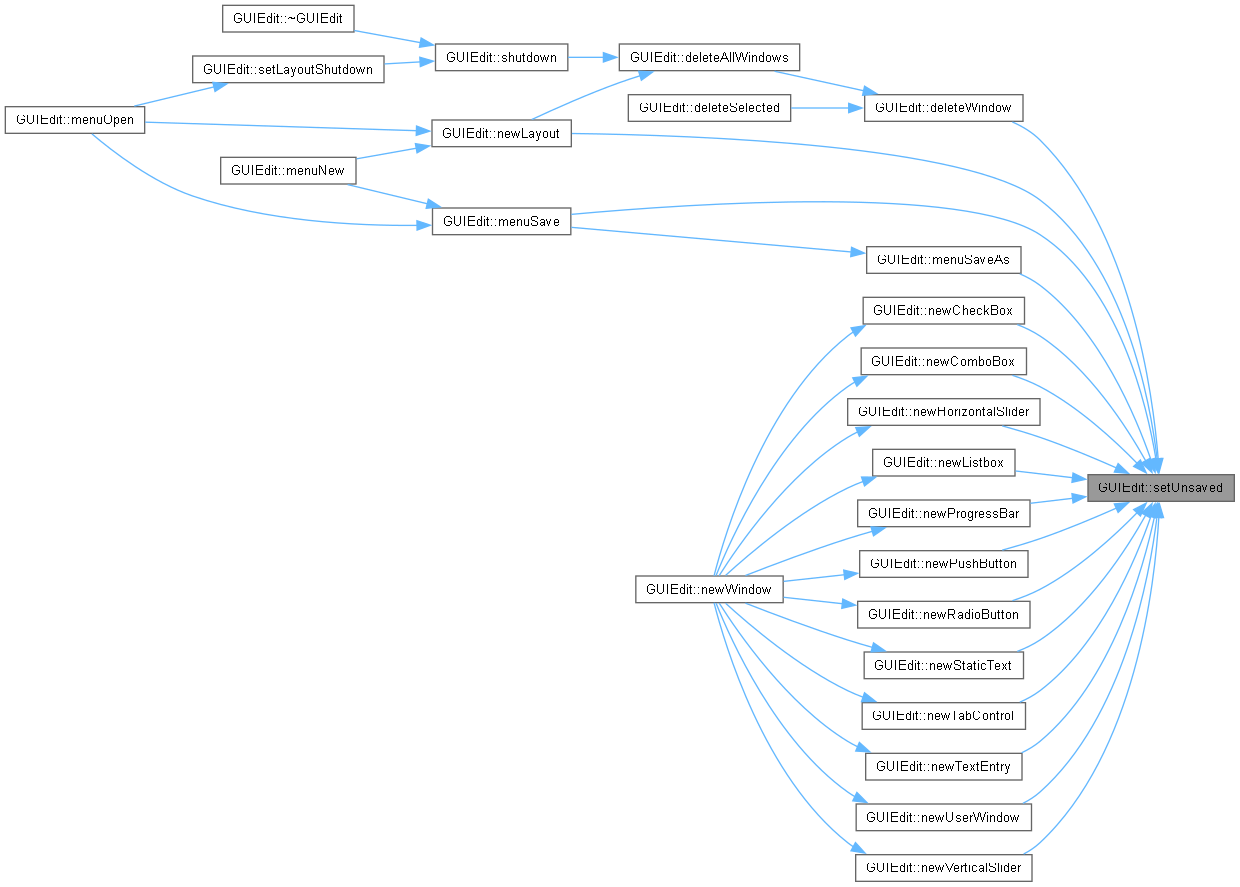 GUIEdit::~GUIEdit
GUIEdit::shutdown
GUIEdit::deleteAllWindows
GUIEdit::setLayoutShutdown
GUIEdit::deleteSelected
GUIEdit::deleteWindow
GUIEdit::menuOpen
GUIEdit::newLayout
GUIEdit::menuNew
GUIEdit::menuSave
GUIEdit::menuSaveAs
GUIEdit::newCheckBox
GUIEdit::newComboBox
GUIEdit::newHorizontalSlider
GUIEdit::newListbox
GUIEdit::setUnsaved
GUIEdit::newProgressBar
GUIEdit::newPushButton
GUIEdit::newWindow
GUIEdit::newRadioButton
GUIEdit::newStaticText
GUIEdit::newTabControl
GUIEdit::newTextEntry
GUIEdit::newUserWindow
GUIEdit::newVerticalSlider